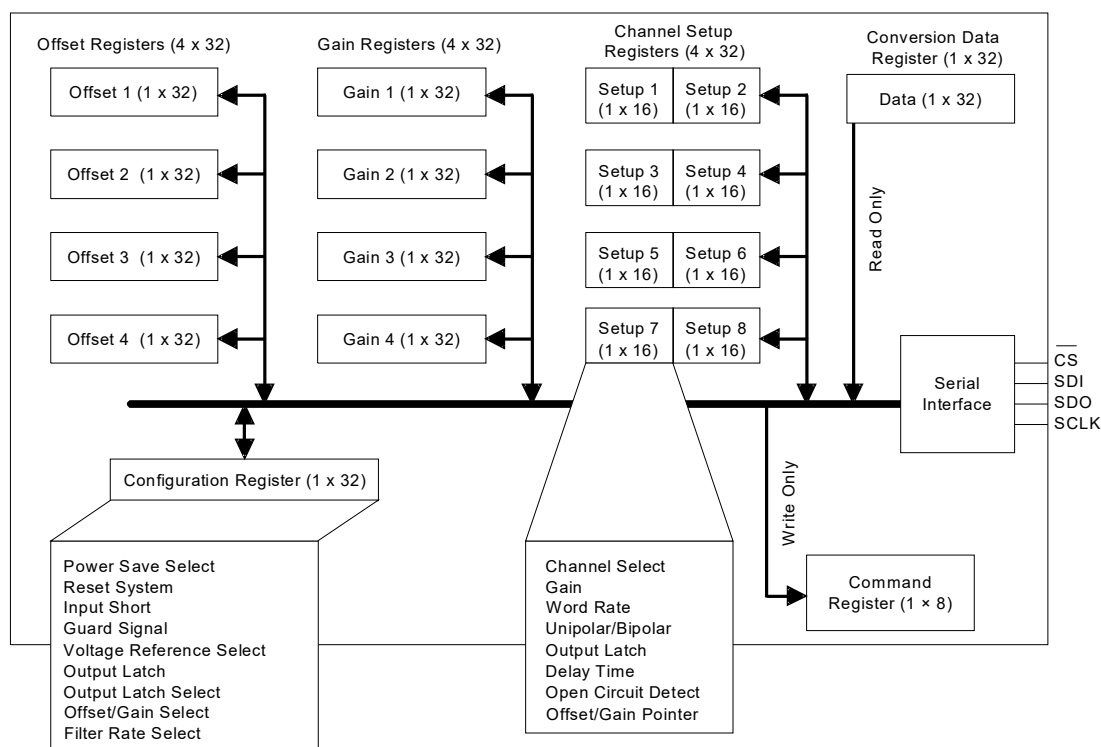 Offset Registers (4 x 32)
Offset 1 (1 x 32)
Offset 2 (1 x 32)
Offset 3 (1 x 32)
Offset 4 (1 x 32)
Gain Registers (4 x 32)
Gain 1 (1 x 32)
Gain 2 (1 x 32)
Gain 3 (1 x 32)
Gain 4 (1 x 32)
Channel Setup
Registers (4 x 32)
Setup 1
(1 x 16)
Setup 2
(1 x 16)
Setup 3
(1 x 16)
Setup 4
(1 x 16)
Setup 5
(1 x 16)
Setup 6
(1 x 16)
Setup 7
(1 x 16)
Setup 8
(1 x 16)
Conversion Data
Register (1 x 32)
Data (1 x 32)
Read Only
Serial
Interface
CS
SDI
SDO
SCLK
Configuration Register (1 x 32)
Power Save Select
Reset System
Input Short
Guard Signal
Voltage Reference Select
Output Latch
Output Latch Select
Offset/Gain Select
Filter Rate Select
Channel Select
Gain
Word Rate
Unipolar/Bipolar
Output Latch
Delay Time
Open Circuit Detect
Offset/Gain Pointer
Write Only
Command
Register (1 × 8)